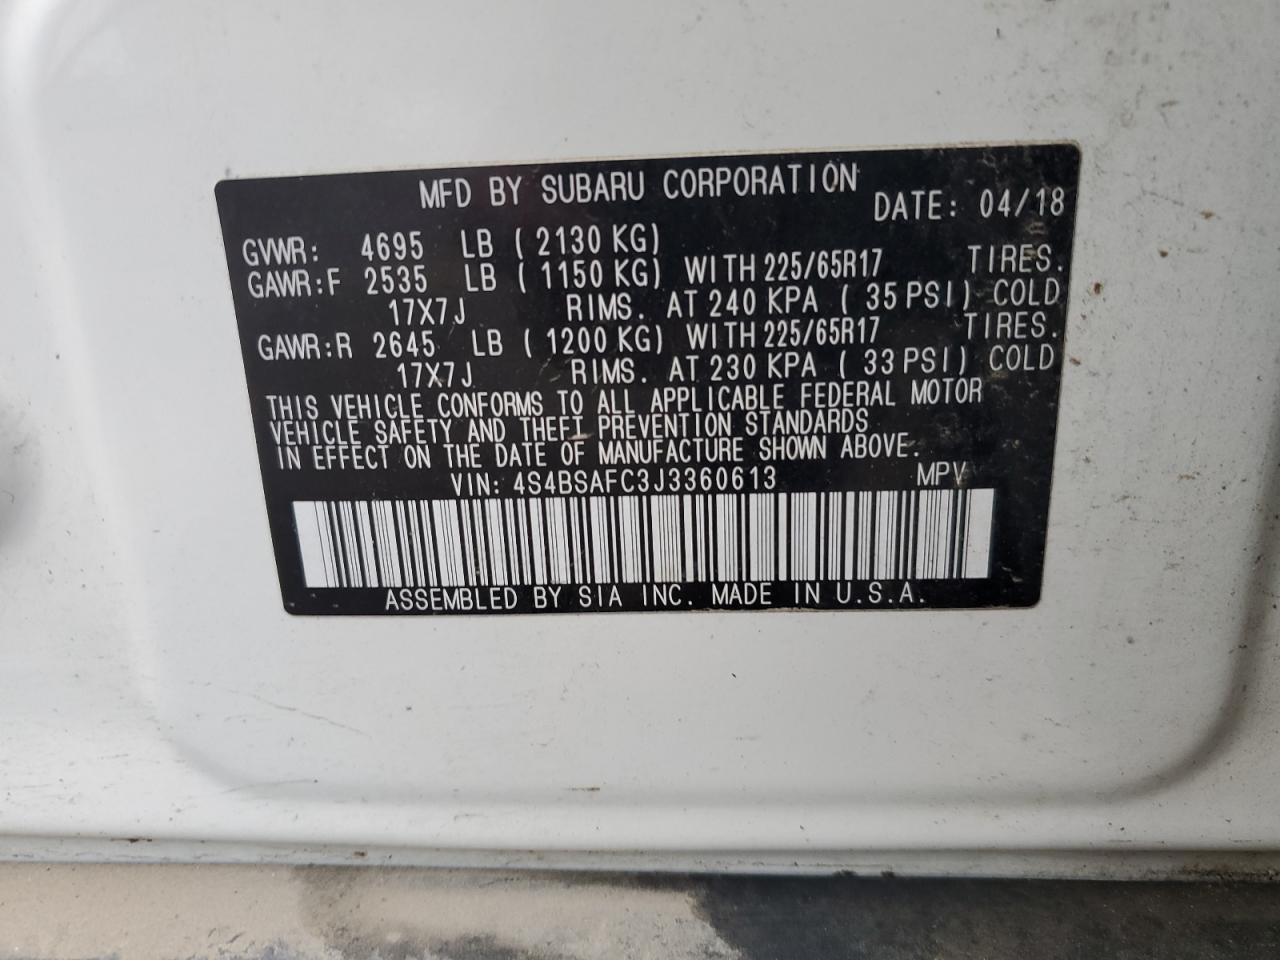 MFD BY SUBARU CORPORATION DATE: 04/18
GVWR: 4695 LB ( 2130 KG)
GAWR:F 2535 LB ( 1150 KG) WITH 225/65R17 TIRES.
17X7J RIMS. AT 240 KPA ( 35 PSI) COLD
GAWR:R 2645 LB ( 1200 KG) WITH 225/65R17 TIRES.
17X7J RIMS. AT 230 KPA ( 33 PSI) COLD
THIS VEHICLE CONFORMS TO ALL APPLICABLE FEDERAL MOTOR
VEHICLE SAFETY AND THEFT PREVENTION STANDARDS
IN EFFECT ON THE DATE OF MANUFACTURE SHOWN ABOVE.
VIN: 4S4BSAFC3J3360613 MPV
ASSEMBLED BY SIA INC. MADE IN U.S.A.